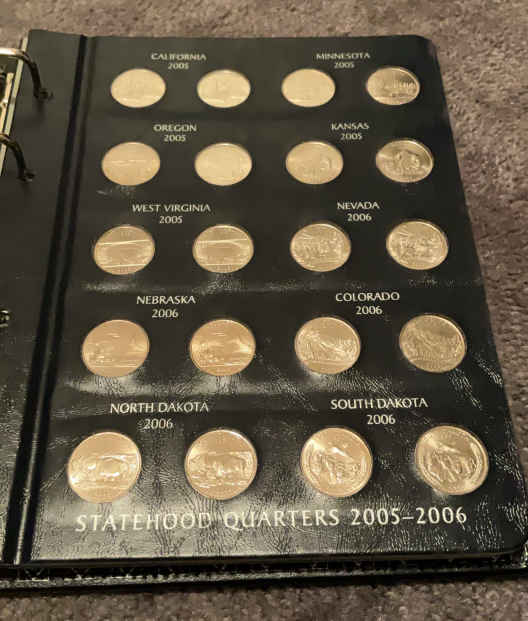 CALIFORNIA
2005
MINNESOTA
2005
OREGON
2005
KANSAS
2005
WEST VIRGINIA
2005
NEVADA
2006
NEBRASKA
2006
COLORADO
2006
NORTH DAKOTA
2006
SOUTH DAKOTA
2006
STATEHOOD QUARTERS 2005–2006